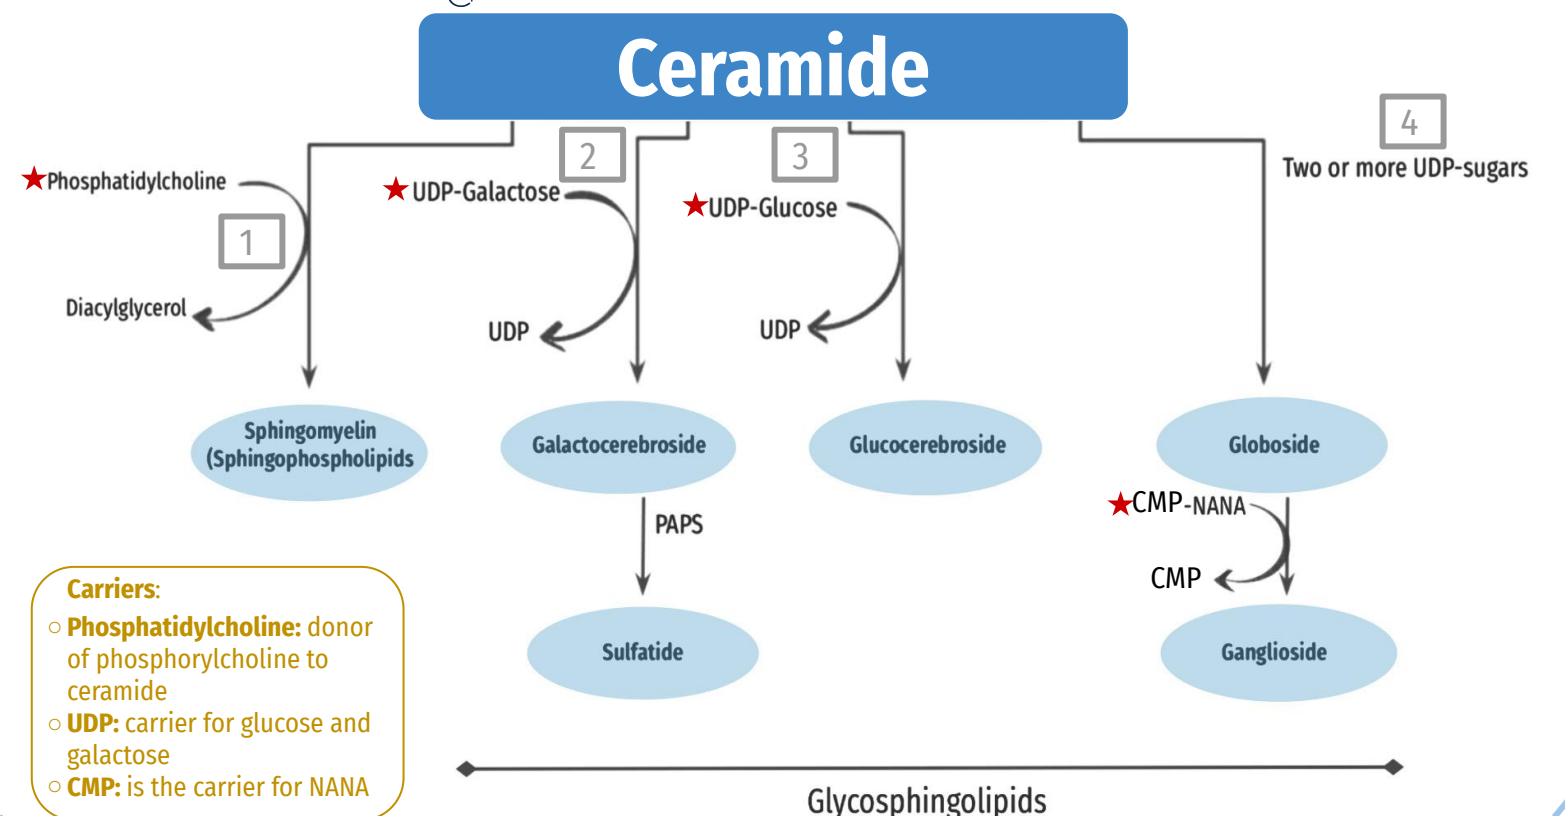 Ceramide
4
Two or more UDP-sugars
2
3
★Phosphatidylcholine
★UDP-Galactose
★UDP-Glucose
1
Diacylglycerol
UDP
UDP
Sphingomyelin
(Sphingophospholipids
Galactocerebroside
Glucocerebroside
Globoside
★CMP-NANA
PAPS
CMP
Sulfatide
Ganglioside
Carriers:
○ Phosphatidylcholine: donor
of phosphorylcholine to
ceramide
○ UDP: carrier for glucose and
galactose
○ CMP: is the carrier for NANA
Glycosphingolipids